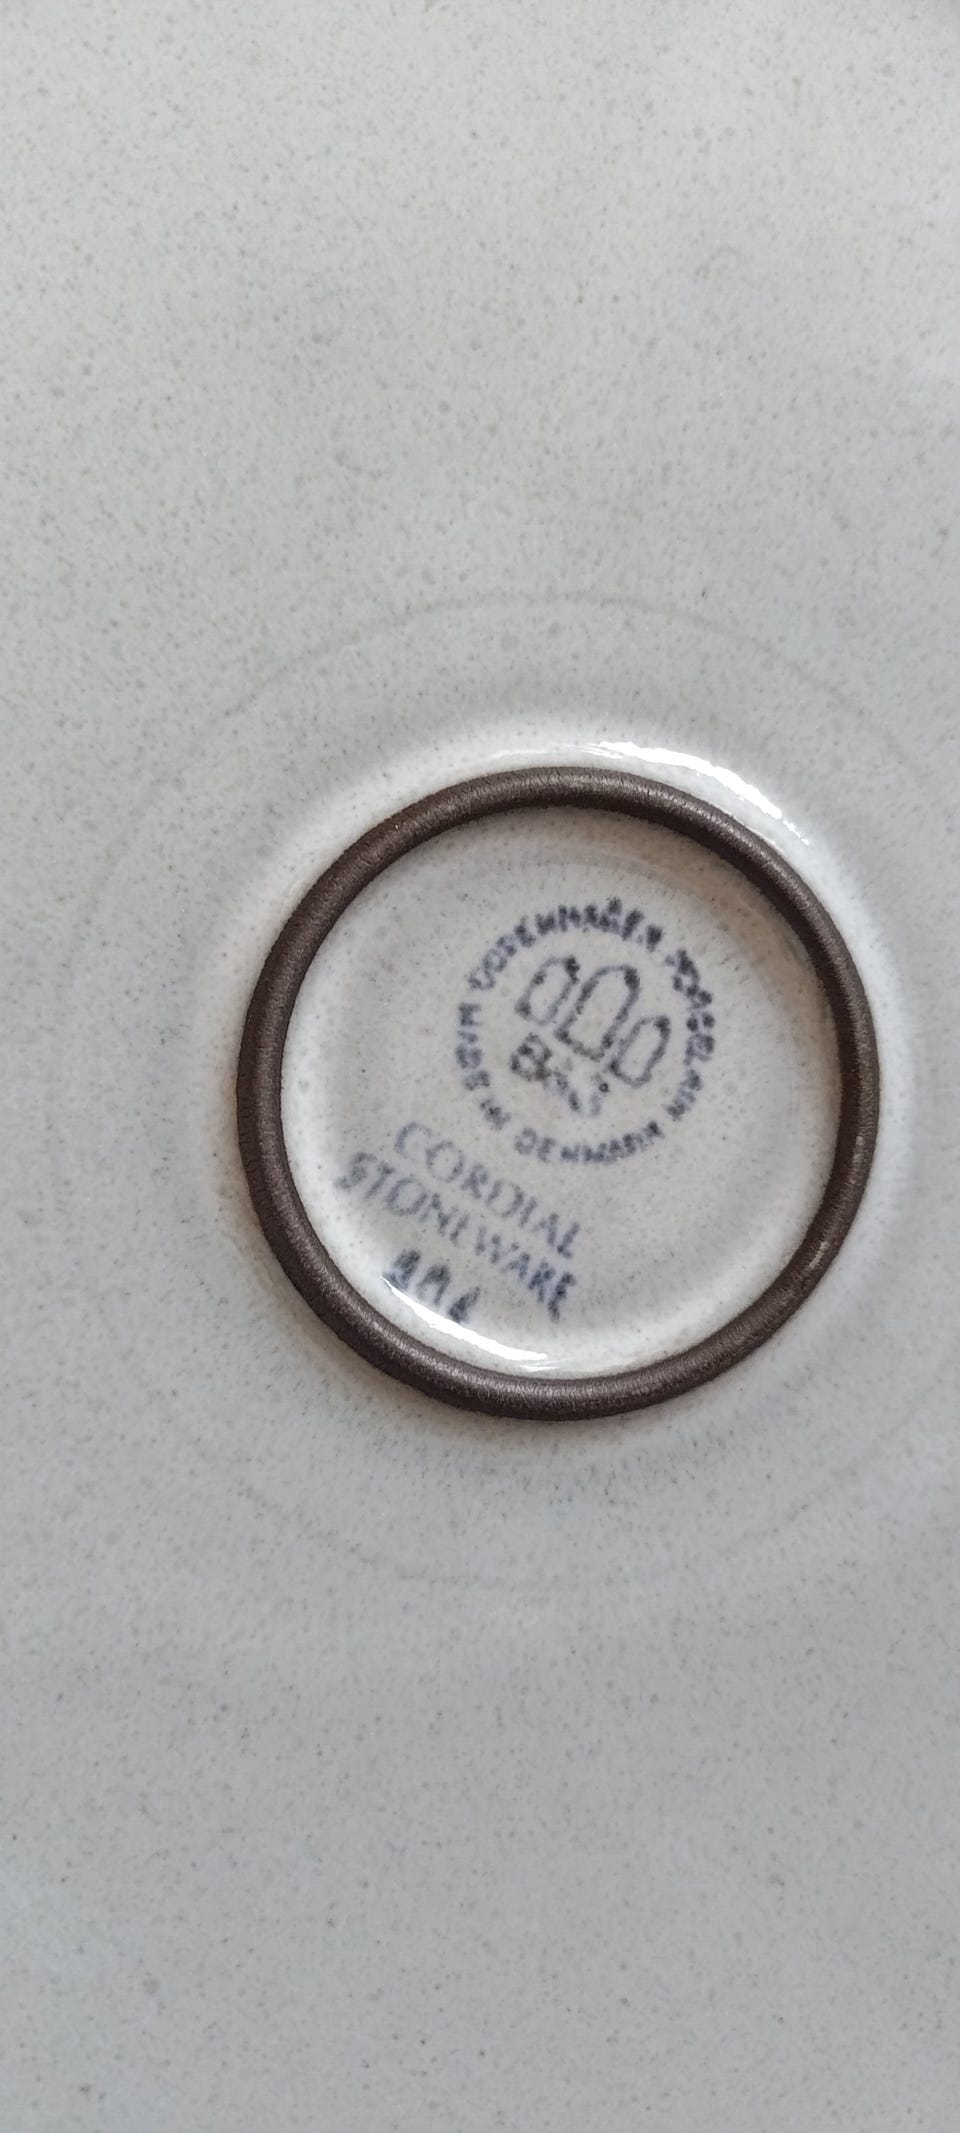 COPENHAGEN PORCELAIN MADE IN DENMARK
B&G
CORDIAL
STONEWARE